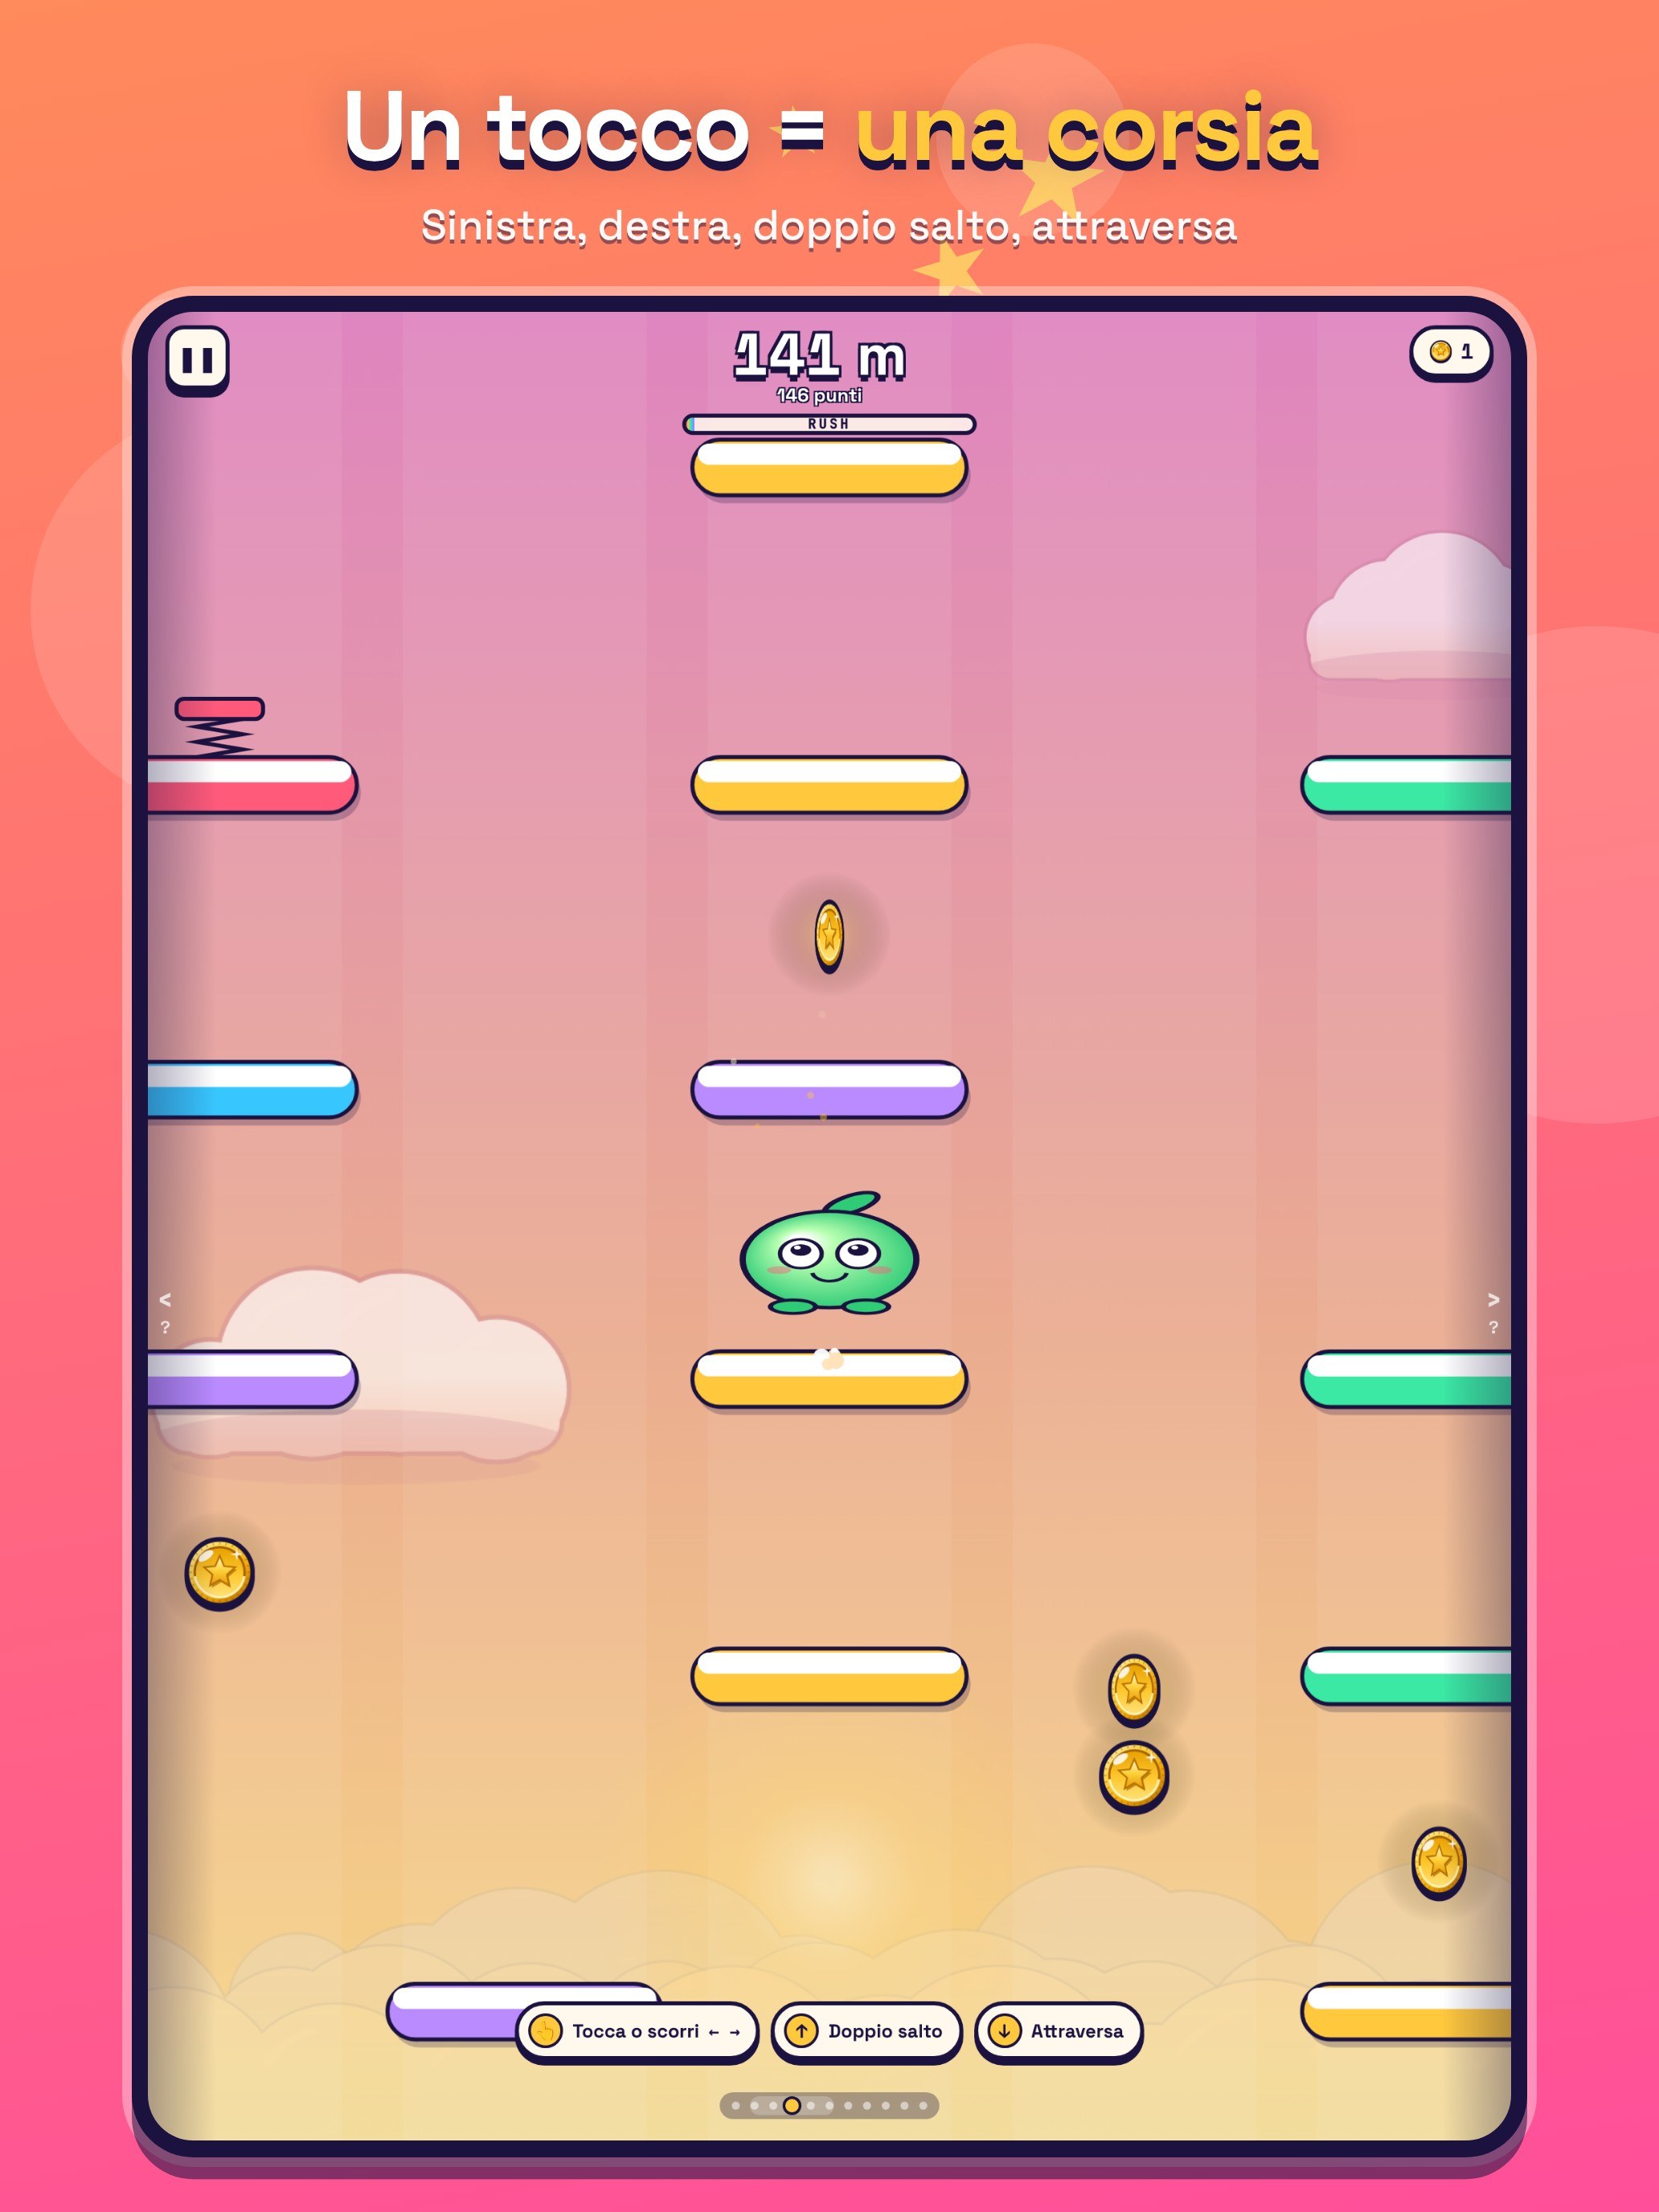 Un tocco = una corsia
Sinistra, destra, doppio salto, attraversa
141 m
1
146 punti
RUSH
< >
? ?
Tocca o scorri ← → ↑ Doppio salto ↓ Attraversa